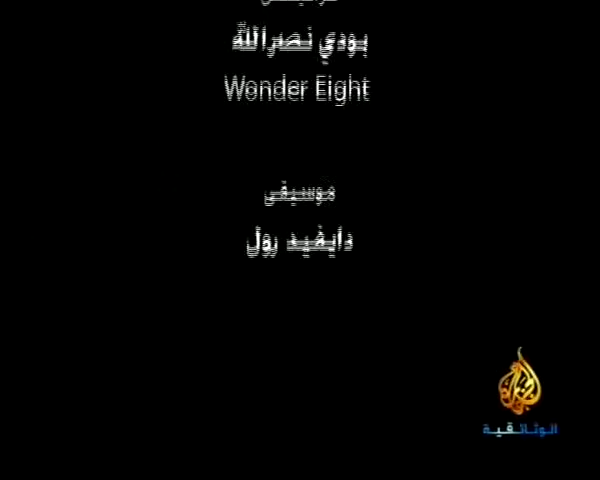 بودي نصرالله
Wonder Eight
موسيقى
دايفيد رول
الوثائقية